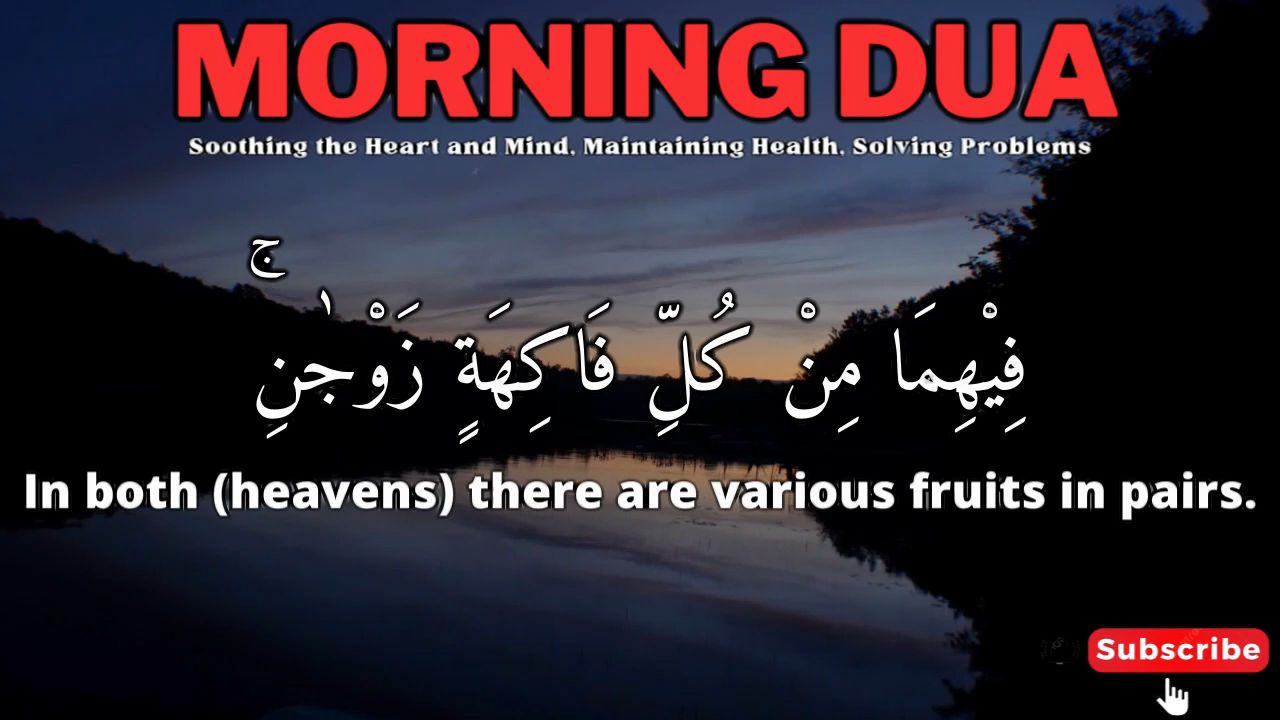 MORNING DUA
Soothing the Heart and Mind, Maintaining Health, Solving Problems
فِيْهِمَا مِنْ كُلِّ فَاكِهَةٍ زَوْجٰنِۚ
In both (heavens) there are various fruits in pairs.
Subscribe